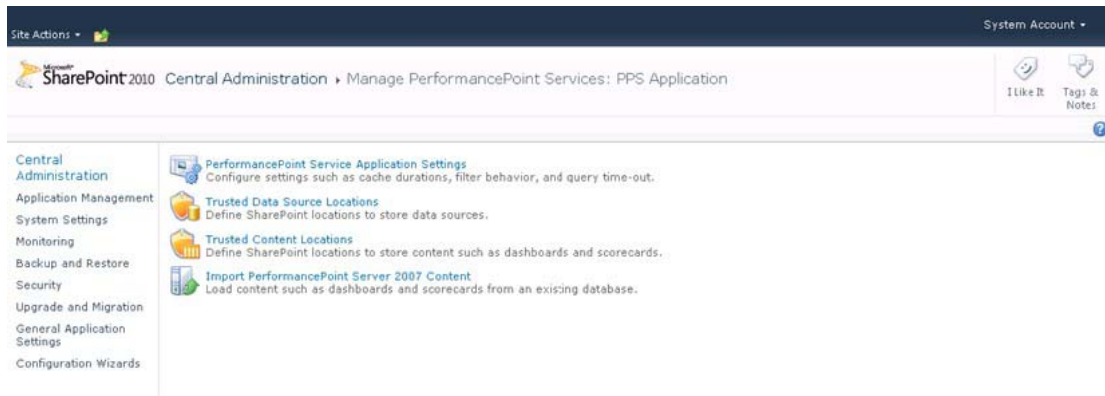 Site Actions
System Account
Microsoft
SharePoint 2010 Central Administration Manage PerformancePoint Services: PPS Application
I Like It
Tags &
Notes
Central
Administration
Application Management
System Settings
Monitoring
Backup and Restore
Security
Upgrade and Migration
General Application
Settings
Configuration Wizards
PerformancePoint Service Application Settings
Configure settings such as cache durations, filter behavior, and query time-out.
Trusted Data Source Locations
Define SharePoint locations to store data sources.
Trusted Content Locations
Define SharePoint locations to store content such as dashboards and scorecards.
Import PerformancePoint Server 2007 Content
Load content such as dashboards and scorecards from an existing database.